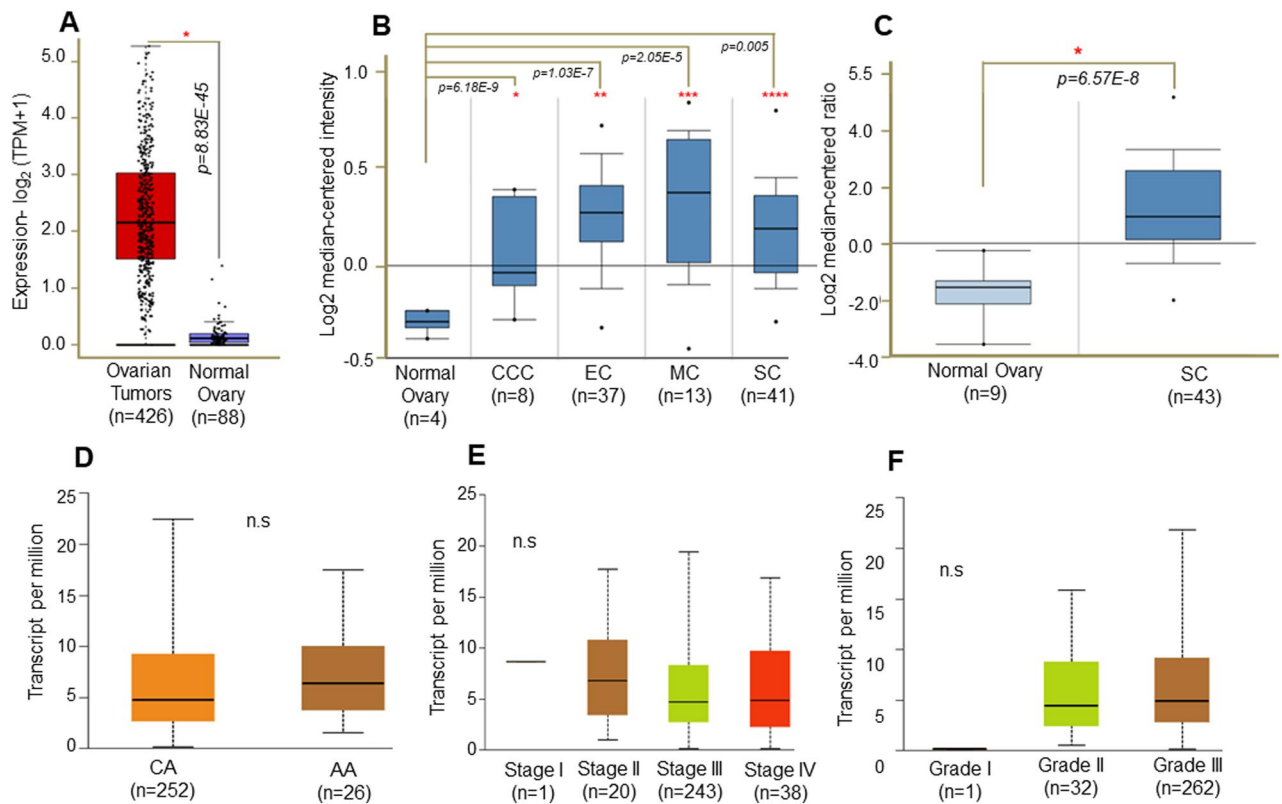 A
*
Expression- log2 (TPM+1)
5.0
4.0
3.0
2.0
1.0
0.0
p=8.83E-45
Ovarian
Tumors
(n=426)
Normal
Ovary
(n=88)
B
Log2 median-centered intensity
1.0
0.5
0.0
-0.5
p=6.18E-9
p=1.03E-7
p=2.05E-5
p=0.005
*
**
***
****
Normal
Ovary
(n=4)
CCC
(n=8)
EC
(n=37)
MC
(n=13)
SC
(n=41)
C
*
p=6.57E-8
Log2 median-centered ratio
5.5
4.0
2.0
0.0
-2.0
-4.0
Normal Ovary
(n=9)
SC
(n=43)
D
Transcript per million
25
20
15
10
5
0
n.s
CA
(n=252)
AA
(n=26)
E
Transcript per million
25
20
15
10
5
0
n.s
Stage I
(n=1)
Stage II
(n=20)
Stage III
(n=243)
Stage IV
(n=38)
F
Transcript per million
25
20
15
10
5
0
n.s
Grade I
(n=1)
Grade II
(n=32)
Grade III
(n=262)